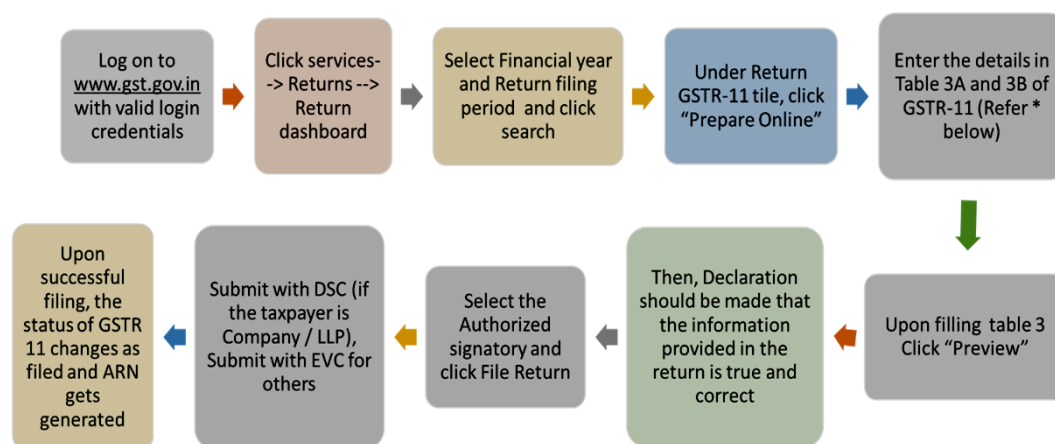 Log on to
www.gst.gov.in
with valid login
credentials
Click services-
-> Returns -->
Return
dashboard
Select Financial year
and Return filing
period and click
search
Under Return
GSTR-11 tile, click
“Prepare Online”
Enter the details in
Table 3A and 3B of
GSTR-11 (Refer *
below)
Upon filling table 3
Click “Preview”
Then, Declaration
should be made that
the information
provided in the
return is true and
correct
Select the
Authorized
signatory and
click File Return
Submit with DSC (if
the taxpayer is
Company / LLP),
Submit with EVC for
others
Upon
successful
filing, the
status of GSTR
11 changes as
filed and ARN
gets
generated